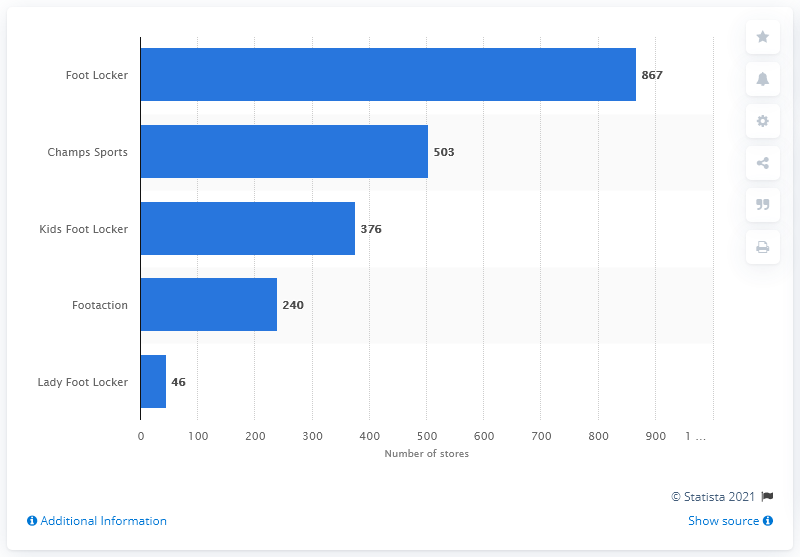 Foot Locker 867
Champs Sports 503
Kids Foot Locker 376
Footaction 240
Lady Foot Locker 46
0 100 200 300 400 500 600 700 800 900 1 ...
Number of stores
© Statista 2021
Additional Information Show source